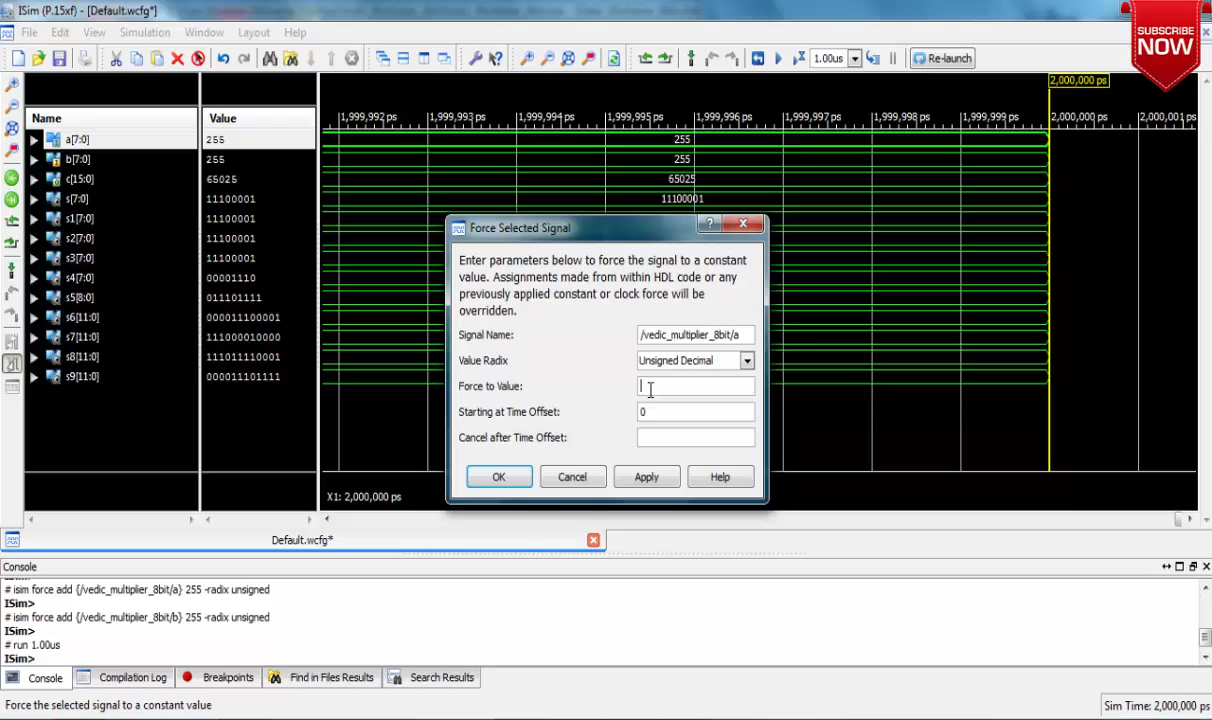 ISim (P.15xf) - [Default.wcfg*]
SUBSCRIBE
NOW
File Edit View Simulation Window Layout Help
1.00us
Re-launch
2,000,000 ps
Name
Value
1,999,992 ps 1,999,993 ps 1,999,994 ps 1,999,995 ps 1,999,996 ps 1,999,997 ps 1,999,998 ps 1,999,999 ps 2,000,000 ps 2,000,001 ps
a[7:0] 255 255
b[7:0] 255 255
c[15:0] 65025 65025
s[7:0] 11100001 11100001
s1[7:0] 11100001
s2[7:0] 11100001
s3[7:0] 11100001
s4[7:0] 00001110
s5[8:0] 011101111
s6[11:0] 000011100001
s7[11:0] 111000010000
s8[11:0] 111011110001
s9[11:0] 000011101111
Force Selected Signal
Enter parameters below to force the signal to a constant
value. Assignments made from within HDL code or any
previously applied constant or clock force will be
overridden.
Signal Name: /vedic_multiplier_8bit/a
Value Radix Unsigned Decimal
Force to Value:
Starting at Time Offset: 0
Cancel after Time Offset:
OK Cancel Apply Help
X1: 2,000,000 ps
Default.wcfg*
Console
# isim force add {/vedic_multiplier_8bit/a} 255 -radix unsigned
ISim>
# isim force add {/vedic_multiplier_8bit/b} 255 -radix unsigned
ISim>
# run 1.00us
ISim>
Console Compilation Log Breakpoints Find in Files Results Search Results
Force the selected signal to a constant value
Sim Time: 2,000,000 ps